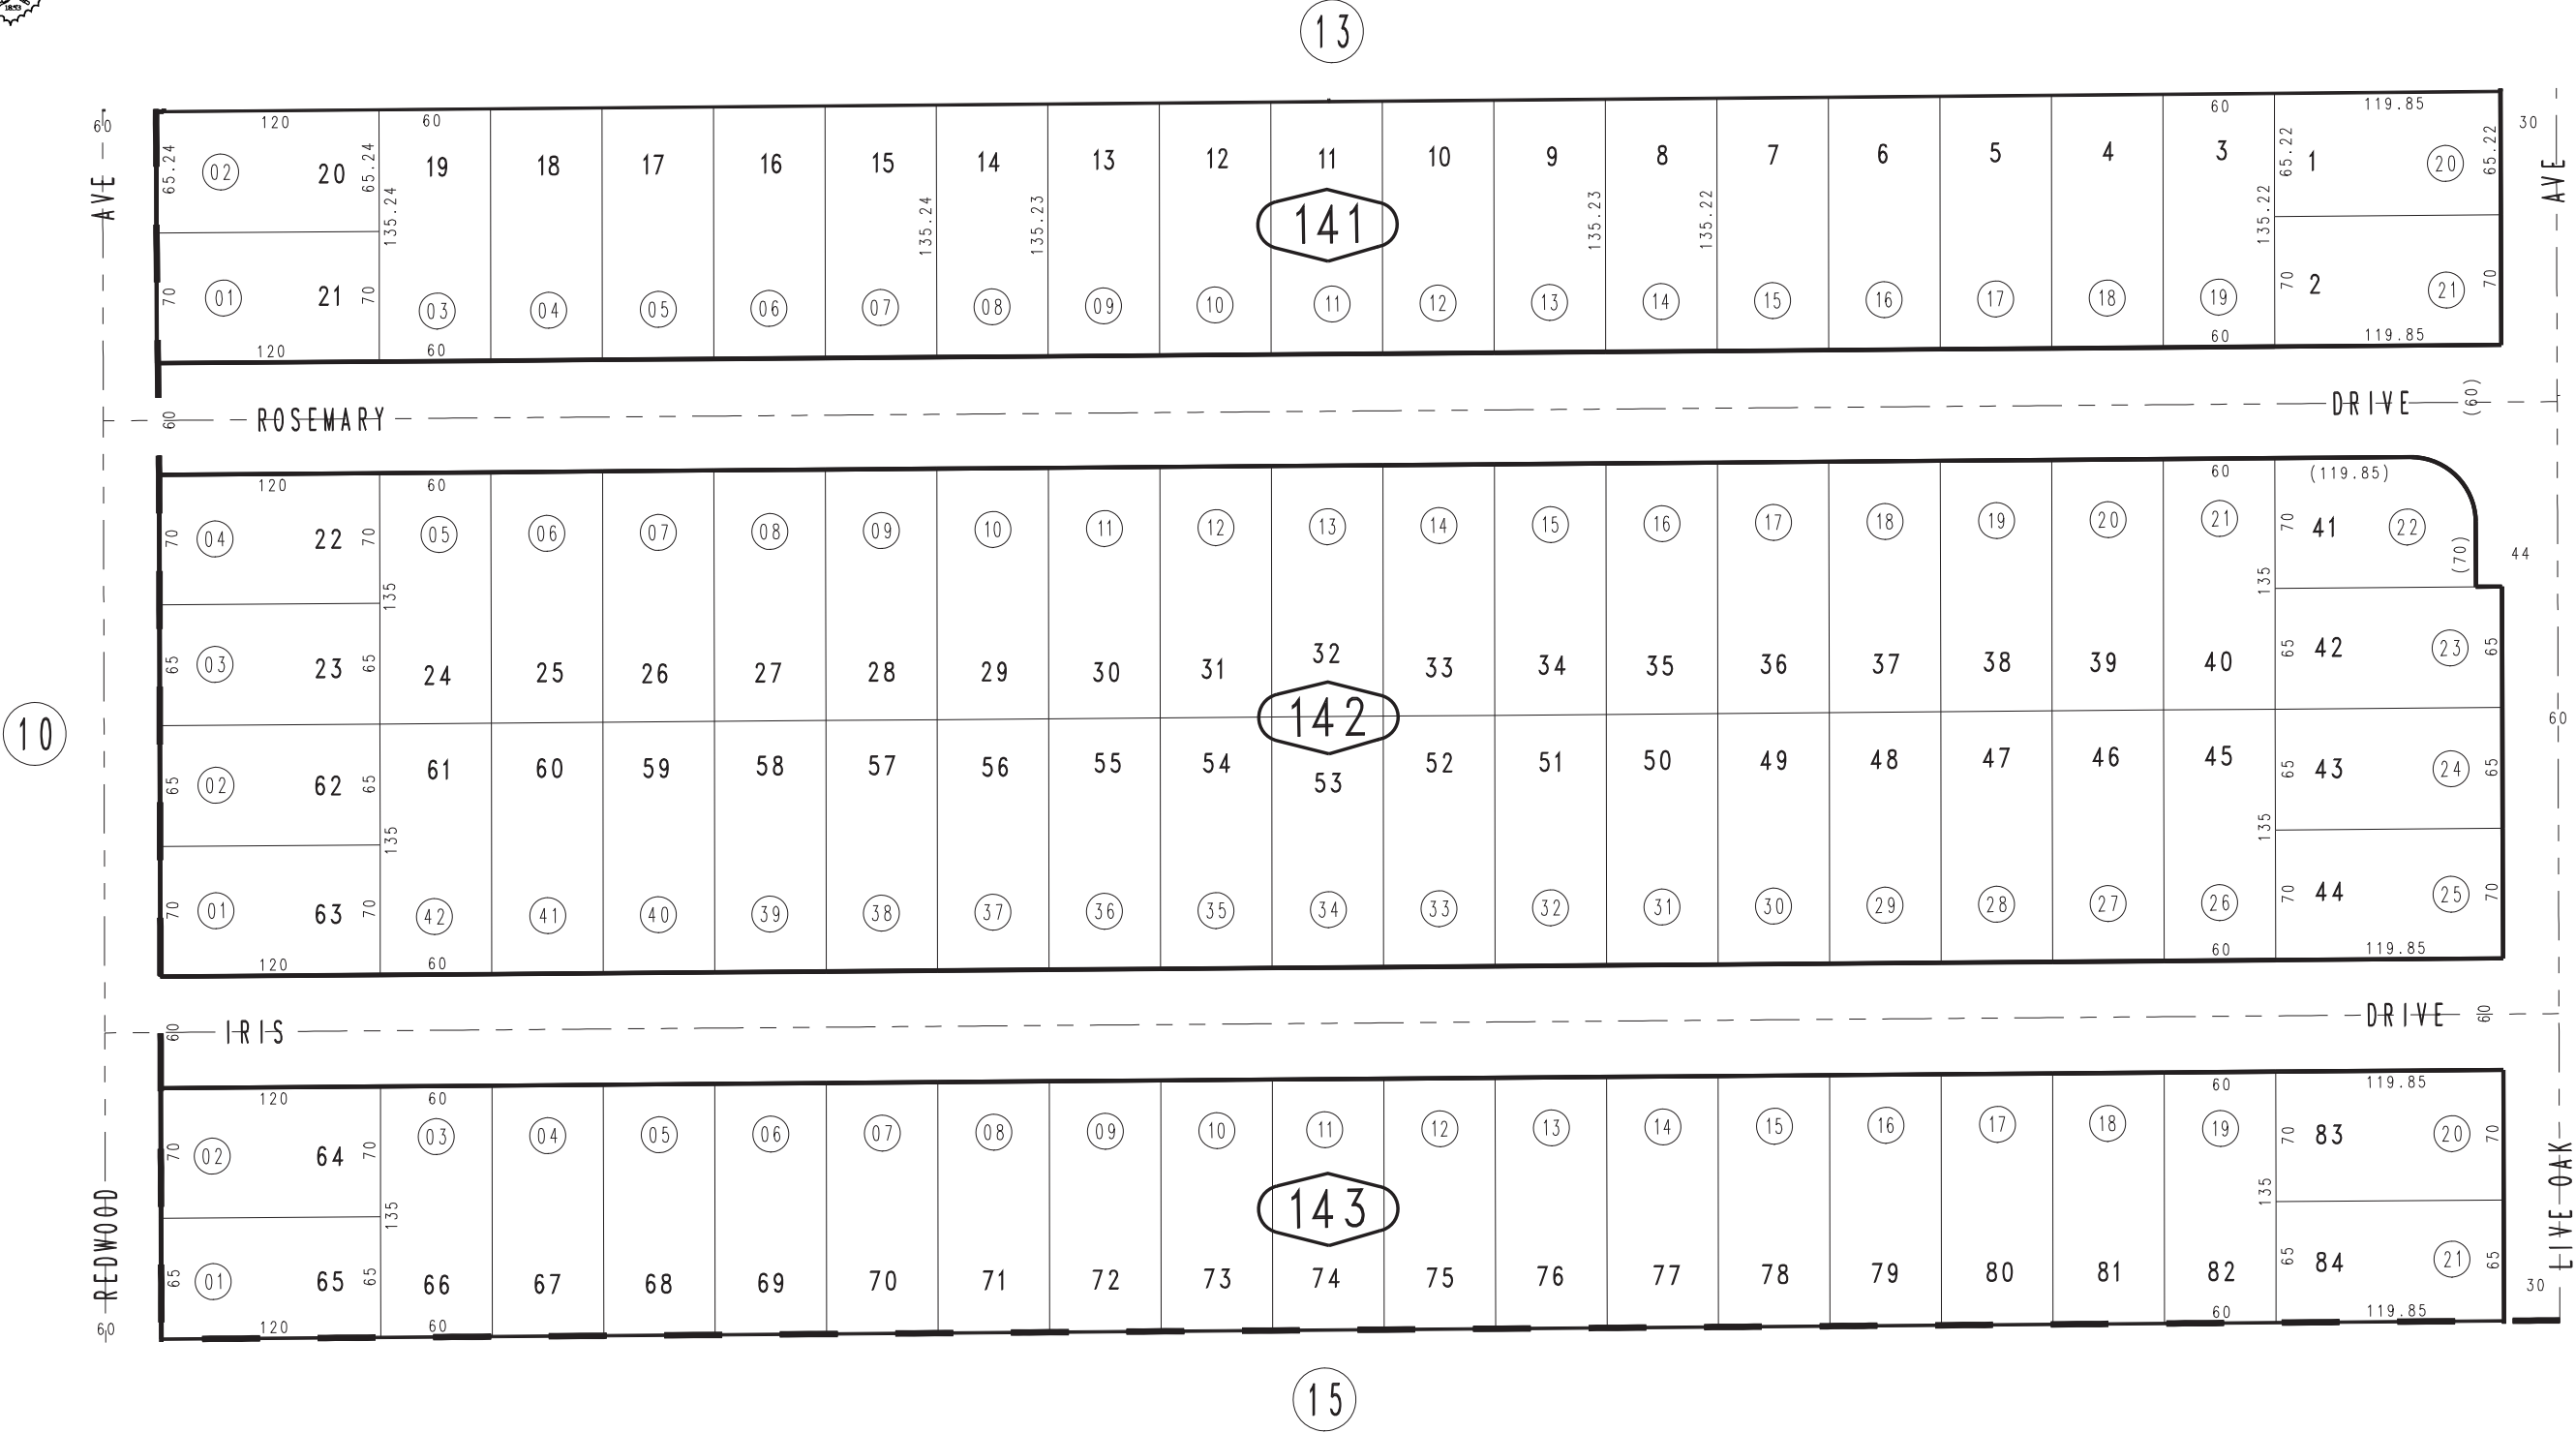 1853
13
60 120 60 60 119.85 30
65.24 02 20 65.24 19 18 17 16 15 14 13 12 11 10 9 8 7 6 5 4 3 65.22 1 20 65.22
AVE 135.24 135.24 135.23 141 135.23 135.22 135.22 AVE
70 01 21 70 03 04 05 06 07 08 09 10 11 12 13 14 15 16 17 18 19 70 2 21 70
120 60 60 119.85
60 ROSEMARY DRIVE (60)
120 60 60 (119.85)
70 04 22 70 05 06 07 08 09 10 11 12 13 14 15 16 17 18 19 20 21 70 41 22 (70) 44
135 135
65 03 23 65 24 25 26 27 28 29 30 31 32 33 34 35 36 37 38 39 40 65 42 23 65
10 142 60
65 02 62 65 61 60 59 58 57 56 55 54 53 52 51 50 49 48 47 46 45 65 43 24 65
135 135
70 01 63 70 42 41 40 39 38 37 36 35 34 33 32 31 30 29 28 27 26 70 44 25 70
120 60 60 119.85
60 IRIS DRIVE 60
120 60 60 119.85
70 02 64 70 03 04 05 06 07 08 09 10 11 12 13 14 15 16 17 18 19 70 83 20 70
REDWOOD 135 143 135 LIVE OAK
65 01 65 65 66 67 68 69 70 71 72 73 74 75 76 77 78 79 80 81 82 65 84 21 65
60 120 60 60 119.85 30
15